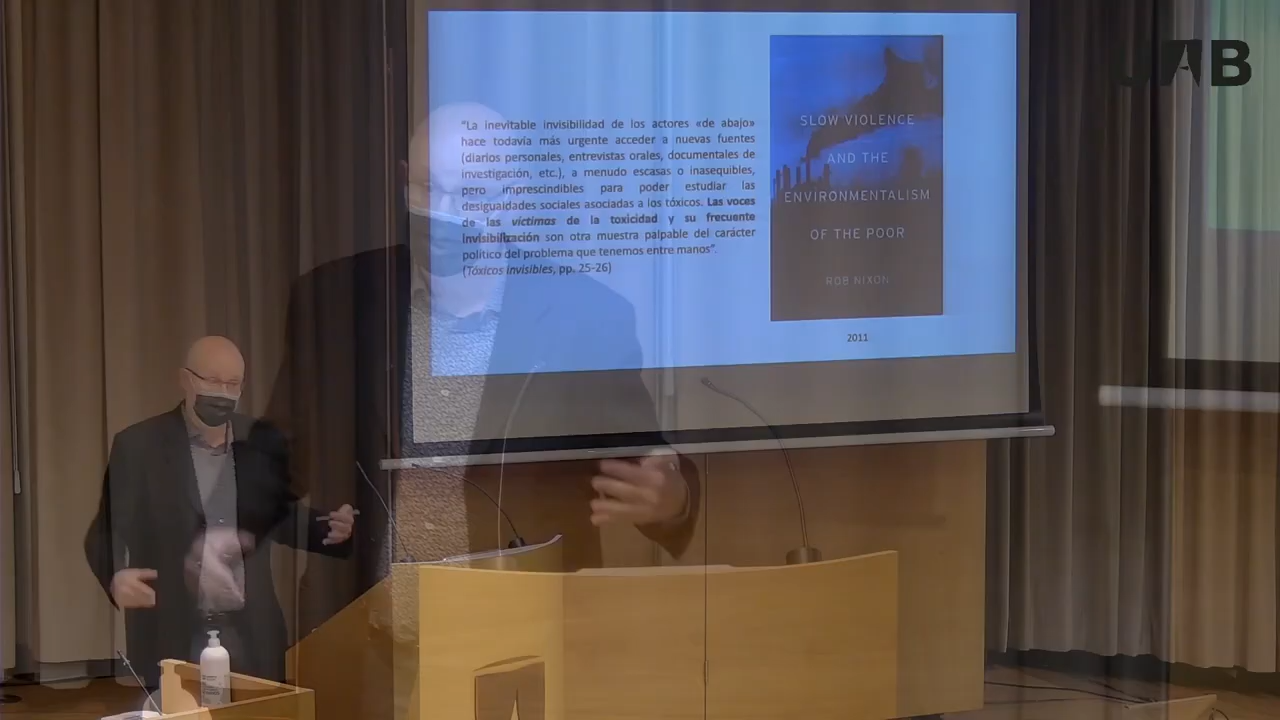 "La inevitable invisibilidad de los actores «de abajo»
hace todavía más urgente acceder a nuevas fuentes
(diarios personales, entrevistas orales, documentales de
investigación, etc.), a menudo escasas o inasequibles,
pero imprescindibles para poder estudiar las
desigualdades sociales asociadas a los tóxicos. Las voces
de las víctimas de la toxicidad y su frecuente
invisibilización son otra muestra palpable del carácter
político del problema que tenemos entre manos".
(Tóxicos invisibles, pp. 25-26)
SLOW VIOLENCE
AND THE
ENVIRONMENTALISM
OF THE POOR
ROB NIXON
2011
UAB